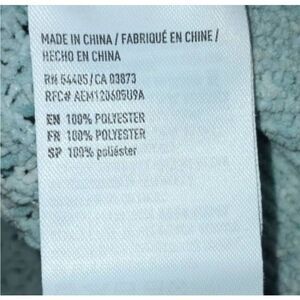 MADE IN CHINA / FABRIQUÉ EN CHINE /
HECHO EN CHINA
RN 54405/CA 03873
RFC# AEM120605U9A
EN 100% POLYESTER
FR 100% POLYESTER
SP 100% poliéster